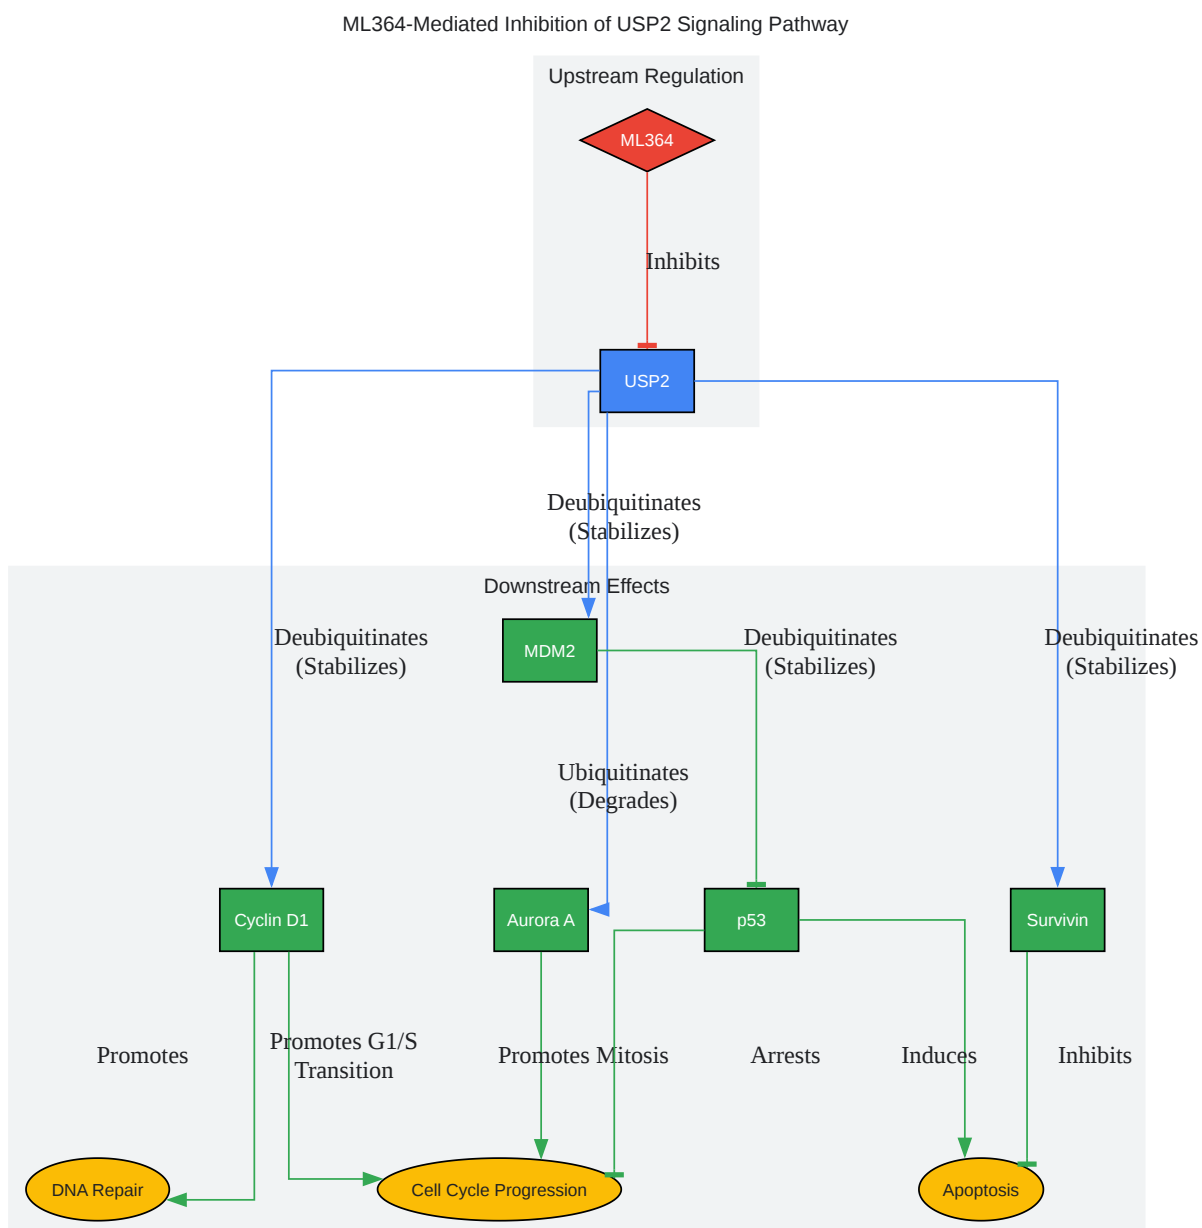 ML364-Mediated Inhibition of USP2 Signaling Pathway
Upstream Regulation
ML364
Inhibits
USP2
Deubiquitinates
(Stabilizes)
Downstream Effects
MDM2
Deubiquitinates
(Stabilizes)
Deubiquitinates
(Stabilizes)
Deubiquitinates
(Stabilizes)
Ubiquitinates
(Degrades)
Cyclin D1
Aurora A
p53
Survivin
Promotes
Promotes G1/S
Transition
Promotes Mitosis
Arrests
Induces
Inhibits
DNA Repair
Cell Cycle Progression
Apoptosis